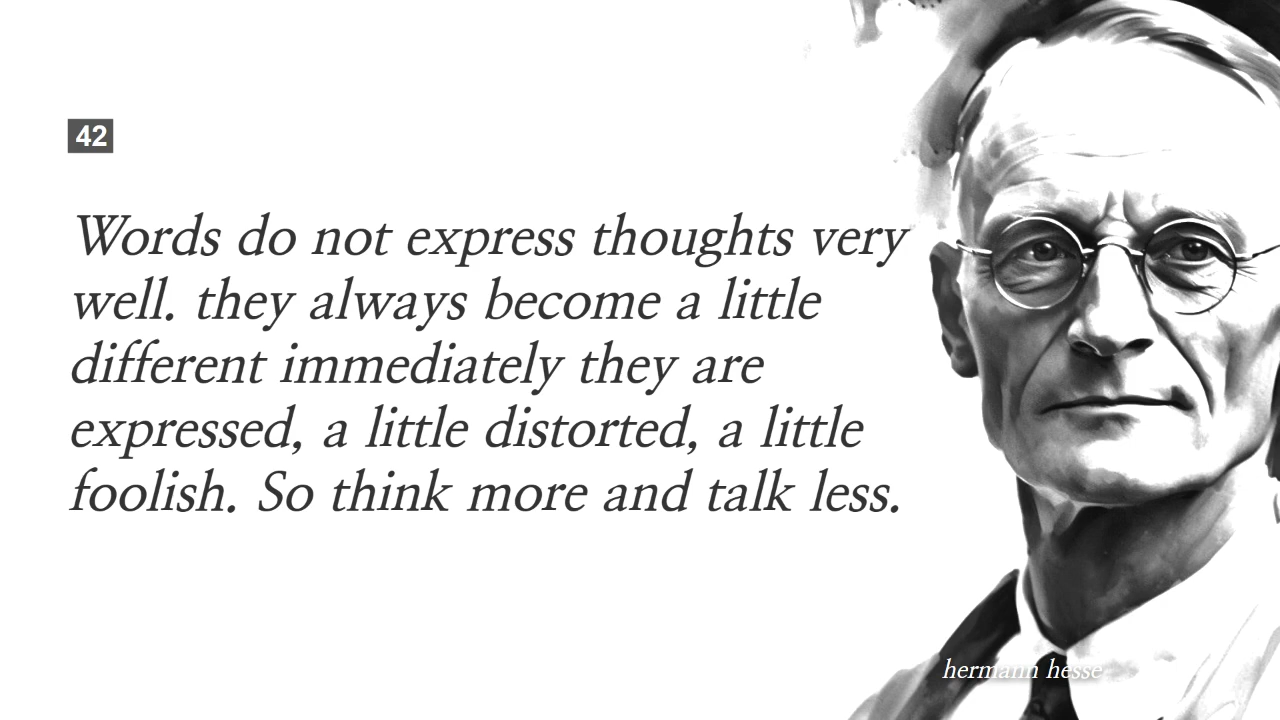 42
Words do not express thoughts very
well. they always become a little
different immediately they are
expressed, a little distorted, a little
foolish. So think more and talk less.
hermann hesse